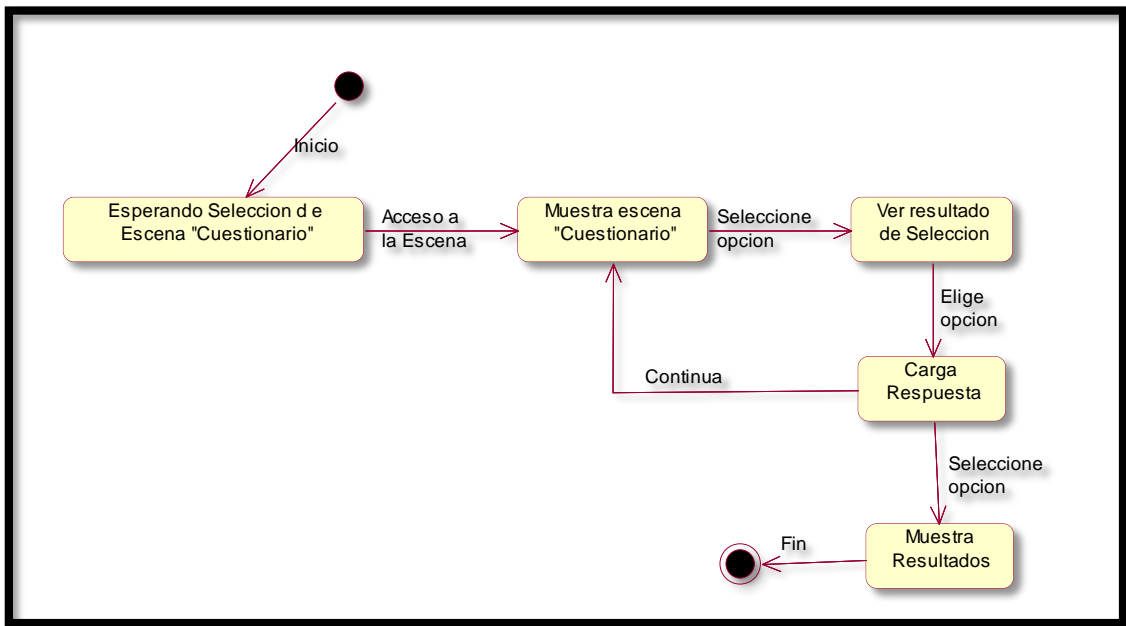 Inicio
Esperando Seleccion d e
Escena "Cuestionario"
Acceso a
la Escena
Muestra escena
"Cuestionario"
Seleccione
opcion
Ver resultado
de Seleccion
Elige
opcion
Carga
Respuesta
Continua
Seleccione
opcion
Muestra
Resultados
Fin